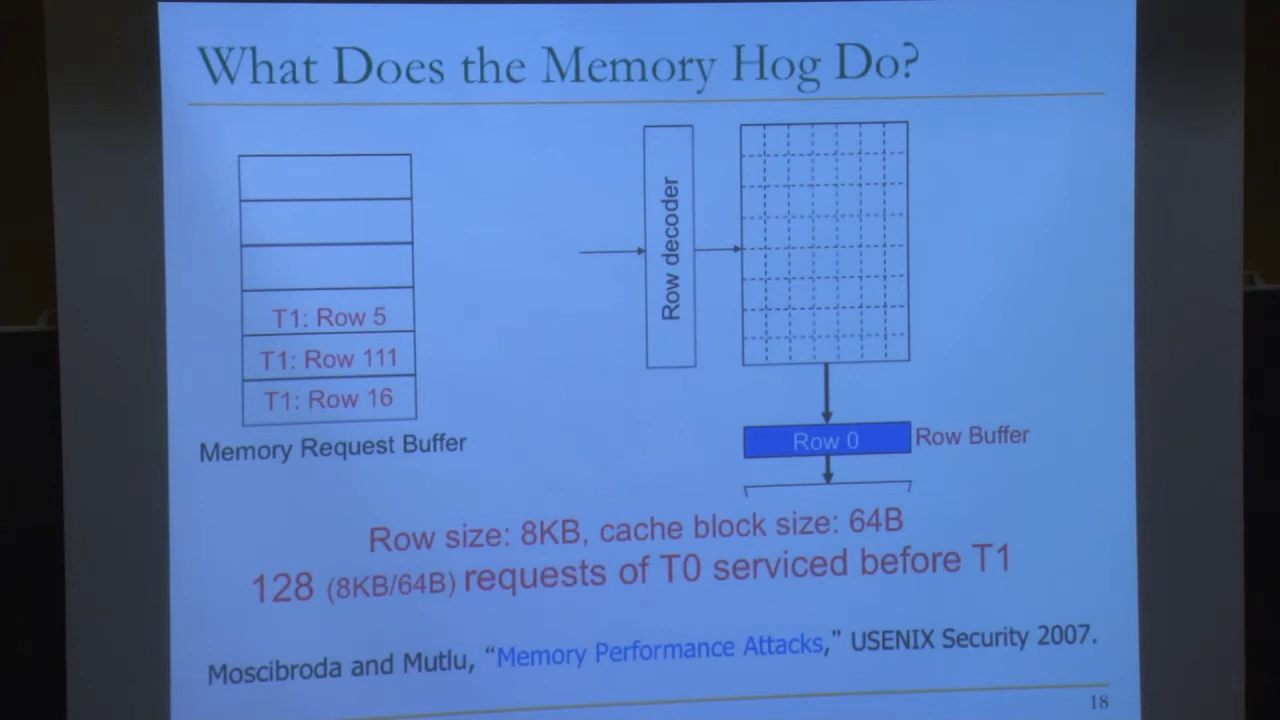 What Does the Memory Hog Do?
T1: Row 5
T1: Row 111
T1: Row 16
Memory Request Buffer
Row decoder
Row 0
Row Buffer
Row size: 8KB, cache block size: 64B
128 (8KB/64B) requests of T0 serviced before T1
Moscibroda and Mutlu, “Memory Performance Attacks,” USENIX Security 2007.
18